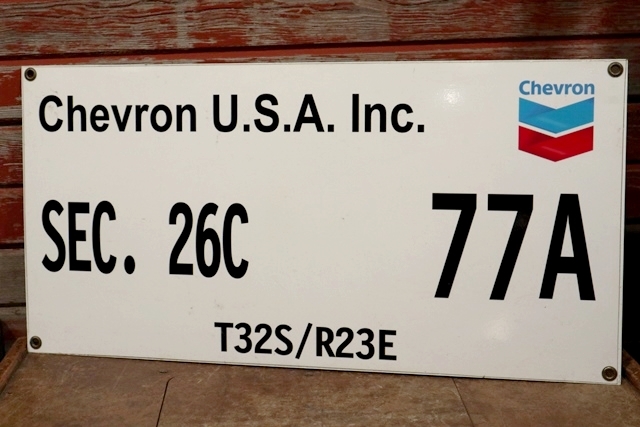 Chevron
Chevron U.S.A. Inc.
SEC. 26C 77A
T32S/R23E